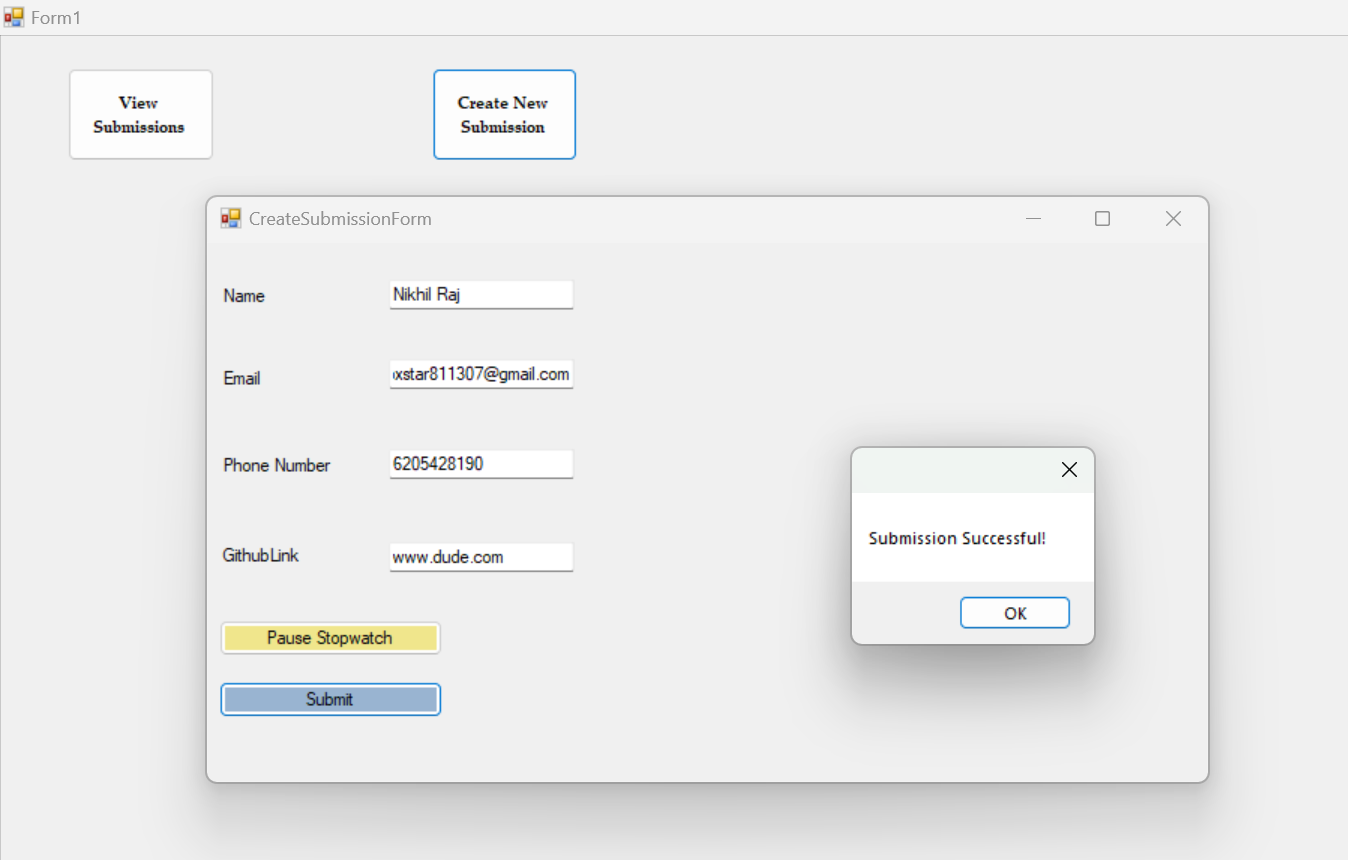 Form1
View
Submissions
Create New
Submission
CreateSubmissionForm
Name
Nikhil Raj
Email
xstar811307@gmail.com
Phone Number
6205428190
GithubLink
www.dude.com
Pause Stopwatch
Submit
Submission Successful!
OK